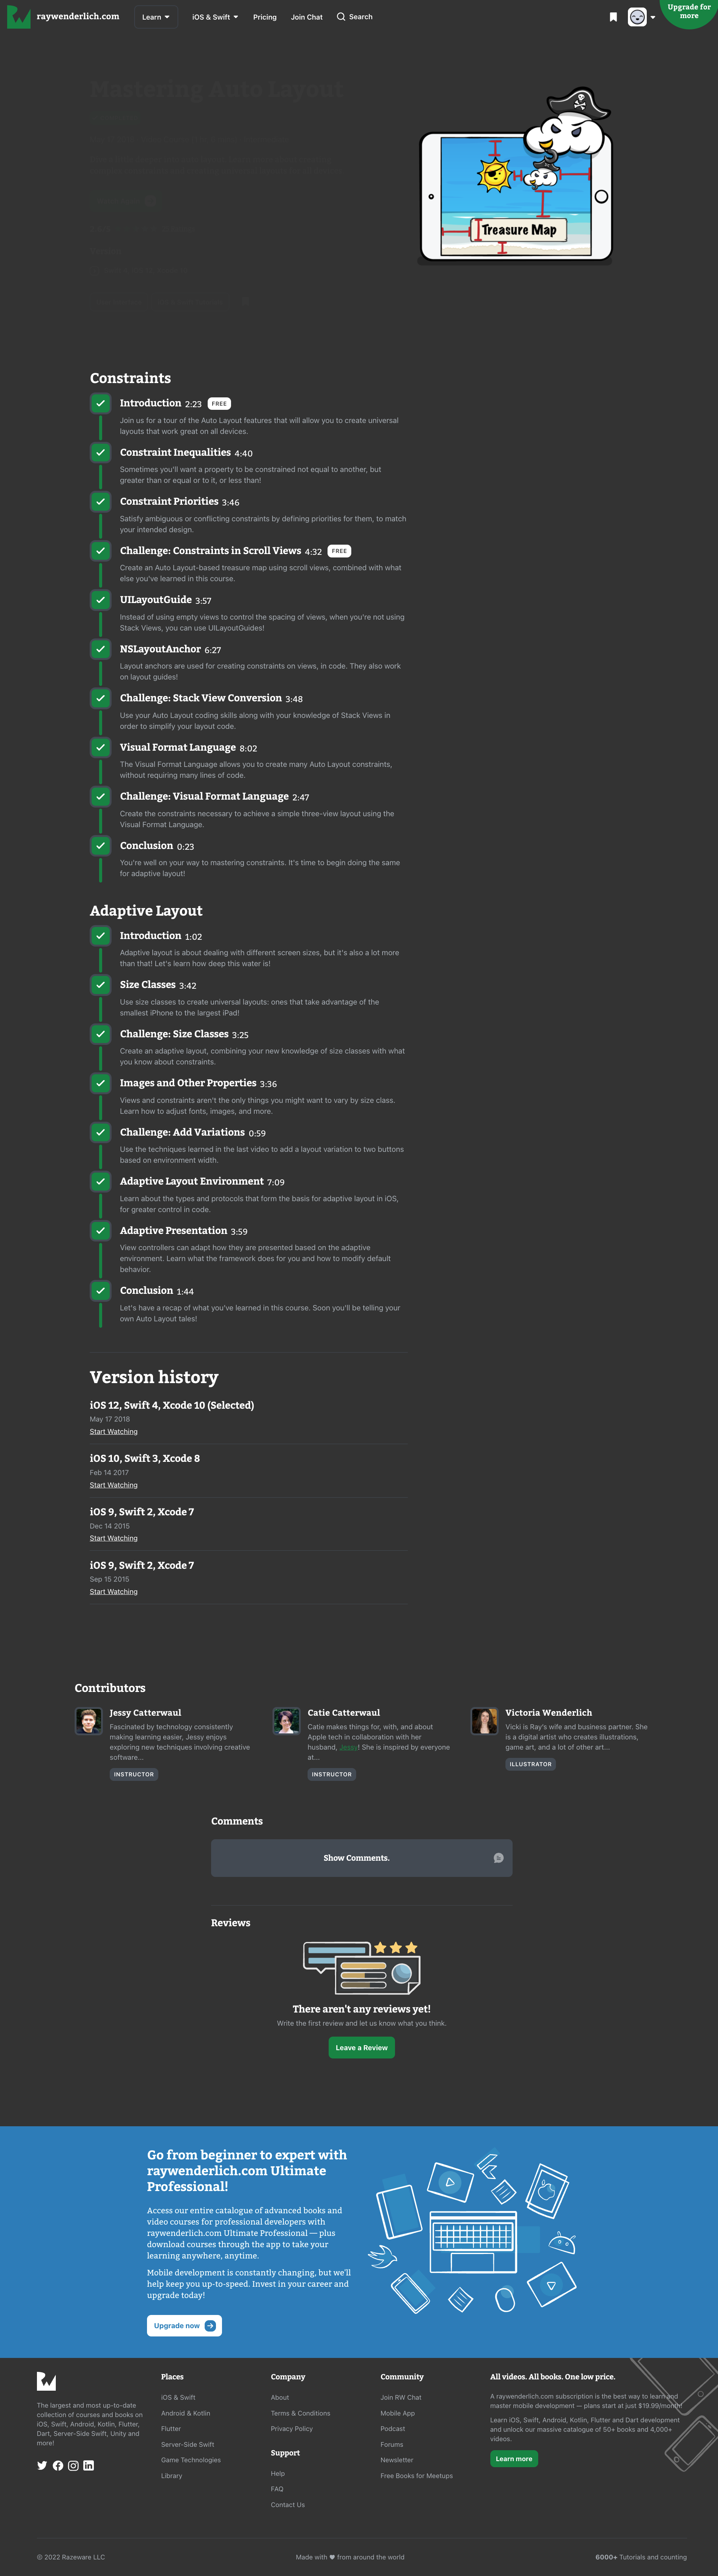 raywenderlich.com
Learn
iOS & Swift
Pricing
Join Chat
Search
Upgrade for
more
Mastering Auto Layout
Treasure Map
Constraints
Introduction 2:23 FREE
Join us for a tour of the Auto Layout features that will allow you to create universal
layouts that work great on all devices.
Constraint Inequalities 4:40
Sometimes you'll want a property to be constrained not equal to another, but
greater than or equal or to it, or less than!
Constraint Priorities 3:46
Satisfy ambiguous or conflicting constraints by defining priorities for them, to match
your intended design.
Challenge: Constraints in Scroll Views 4:32 FREE
Create an Auto Layout-based treasure map using scroll views, combined with what
else you've learned in this course.
UILayoutGuide 3:57
Instead of using empty views to control the spacing of views, when you're not using
Stack Views, you can use UILayoutGuides!
NSLayoutAnchor 6:27
Layout anchors are used for creating constraints on views, in code. They also work
on layout guides!
Challenge: Stack View Conversion 3:48
Use your Auto Layout coding skills along with your knowledge of Stack Views in
order to simplify your layout code.
Visual Format Language 8:02
The Visual Format Language allows you to create many Auto Layout constraints,
without requiring many lines of code.
Challenge: Visual Format Language 2:47
Create the constraints necessary to achieve a simple three-view layout using the
Visual Format Language.
Conclusion 0:23
You're well on your way to mastering constraints. It's time to begin doing the same
for adaptive layout!
Adaptive Layout
Introduction 1:02
Adaptive layout is about dealing with different screen sizes, but it's also a lot more
than that! Let's learn how deep this water is!
Size Classes 3:42
Use size classes to create universal layouts: ones that take advantage of the
smallest iPhone to the largest iPad!
Challenge: Size Classes 3:25
Create an adaptive layout, combining your new knowledge of size classes with what
you know about constraints.
Images and Other Properties 3:36
Views and constraints aren't the only things you might want to vary by size class.
Learn how to adjust fonts, images, and more.
Challenge: Add Variations 0:59
Use the techniques learned in the last video to add a layout variation to two buttons
based on environment width.
Adaptive Layout Environment 7:09
Learn about the types and protocols that form the basis for adaptive layout in iOS,
for greater control in code.
Adaptive Presentation 3:59
View controllers can adapt how they are presented based on the adaptive
environment. Learn what the framework does for you and how to modify default
behavior.
Conclusion 1:44
Let's have a recap of what you've learned in this course. Soon you'll be telling your
own Auto Layout tales!
Version history
iOS 12, Swift 4, Xcode 10 (Selected)
May 17 2018
Start Watching
iOS 10, Swift 3, Xcode 8
Feb 14 2017
Start Watching
iOS 9, Swift 2, Xcode 7
Dec 14 2015
Start Watching
iOS 9, Swift 2, Xcode 7
Sep 15 2015
Start Watching
Contributors
Jessy Catterwaul
Fascinated by technology consistently
making learning easier, Jessy enjoys
exploring new techniques involving creative
software...
INSTRUCTOR
Catie Catterwaul
Catie makes things for, with, and about
Apple tech in collaboration with her
husband, Jessy! She is inspired by everyone
at...
INSTRUCTOR
Victoria Wenderlich
Vicki is Ray's wife and business partner. She
is a digital artist who creates illustrations,
game art, and a lot of other art...
ILLUSTRATOR
Comments
Show Comments.
Reviews
There aren't any reviews yet!
Write the first review and let us know what you think.
Leave a Review
Go from beginner to expert with
raywenderlich.com Ultimate
Professional!
Access our entire catalogue of advanced books and
video courses for professional developers with
raywenderlich.com Ultimate Professional — plus
download courses through the app to take your
learning anywhere, anytime.
Mobile development is constantly changing, but we'll
help keep you up-to-speed. Invest in your career and
upgrade today!
Upgrade now
The largest and most up-to-date
collection of courses and books on
iOS, Swift, Android, Kotlin, Flutter,
Dart, Server-Side Swift, Unity and
more!
Places
iOS & Swift
Android & Kotlin
Flutter
Server-Side Swift
Game Technologies
Library
Company
About
Terms & Conditions
Privacy Policy
Support
Help
FAQ
Contact Us
Community
Join RW Chat
Mobile App
Podcast
Forums
Newsletter
Free Books for Meetups
All videos. All books. One low price.
A raywenderlich.com subscription is the best way to learn and
master mobile development — plans start at just $19.99/month!
Learn iOS, Swift, Android, Kotlin, Flutter and Dart development
and unlock our massive catalogue of 50+ books and 4,000+
videos.
Learn more
© 2022 Razeware LLC
Made with ♥ from around the world
6000+ Tutorials and counting